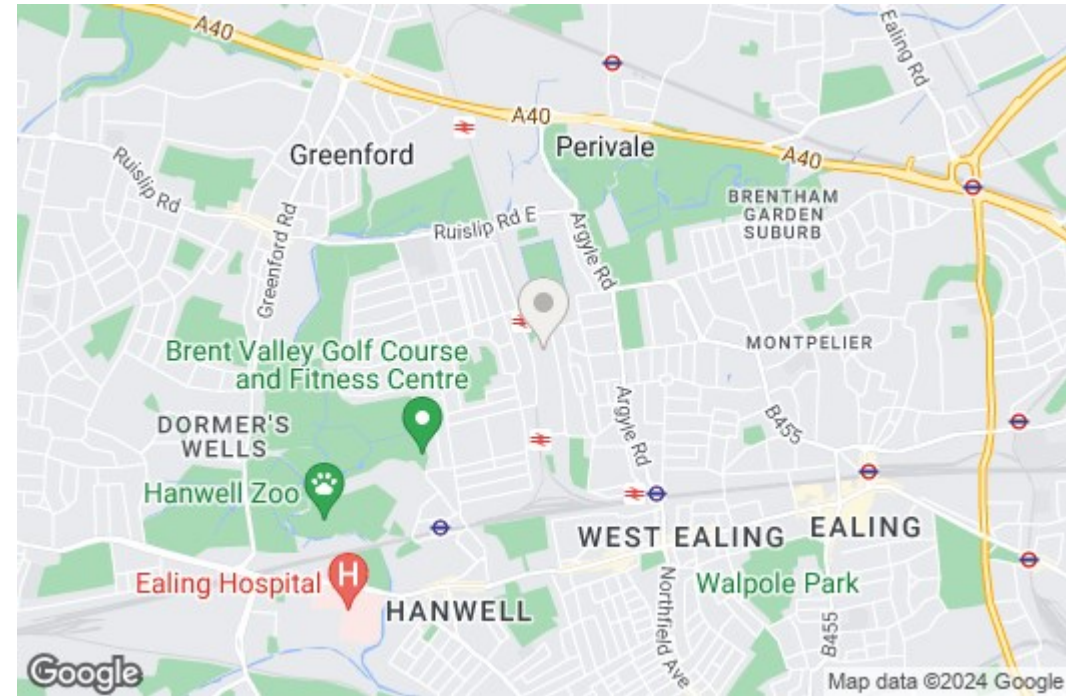 A40
Ealing Rd
A40
Greenford
Perivale
A40
Ruislip Rd
BRENTHAM
GARDEN
SUBURB
Ruislip Rd E
Argyle Rd
Greenford Rd
Brent Valley Golf Course
and Fitness Centre
MONTPELIER
DORMER'S
WELLS
Argyle Rd
B455
Hanwell Zoo
WEST EALING
EALING
Ealing Hospital
H
Walpole Park
HANWELL
Northfield Ave
B455
Google
Map data ©2024 Google